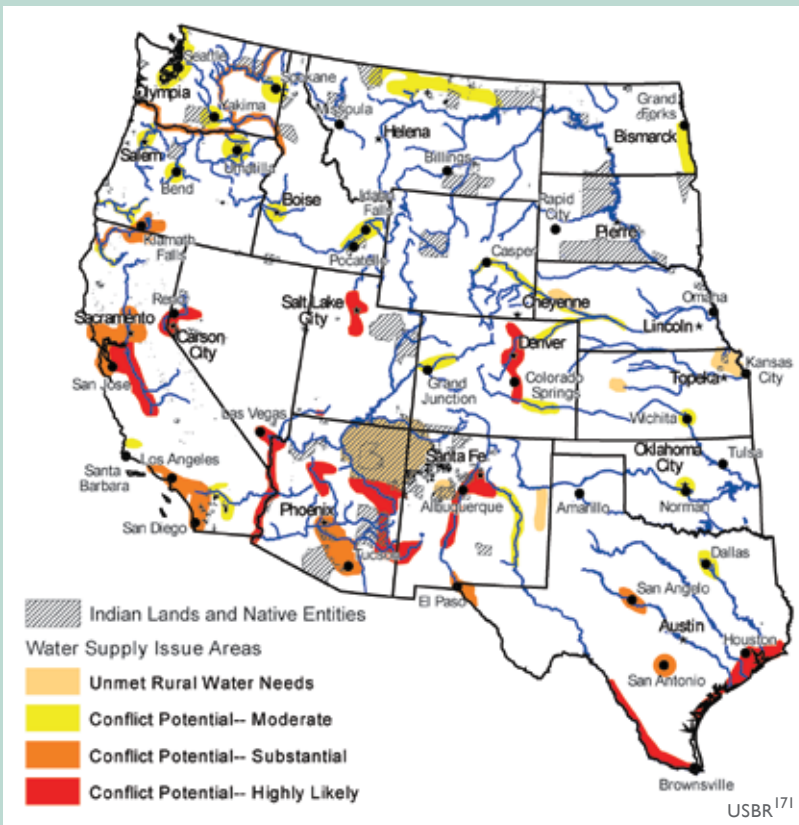 Seattle
Spokane
Olympia
Yakima
Missoula
Helena
Grand
Forks
Bismarck
Salem
Umatilla
Bend
Billings
Boise
Idaho
Falls
Rapid
City
Pierre
Klamath
Falls
Pocatello
Casper
Reno
Salt Lake
City
Cheyenne
Omaha
Sacramento
Carson
City
Lincoln
Denver
Kansas
City
San Jose
Grand
Junction
Colorado
Springs
Topeka
Las Vegas
Wichita
Santa Fe
Oklahoma
City
Tulsa
Los Angeles
Santa
Barbara
Albuquerque
Amarillo
Norman
Phoenix
San Diego
Tucson
Dallas
El Paso
San Angelo
Austin
Houston
San Antonio
Brownsville
Indian Lands and Native Entities
Water Supply Issue Areas
Unmet Rural Water Needs
Conflict Potential-- Moderate
Conflict Potential-- Substantial
Conflict Potential-- Highly Likely
USBR171